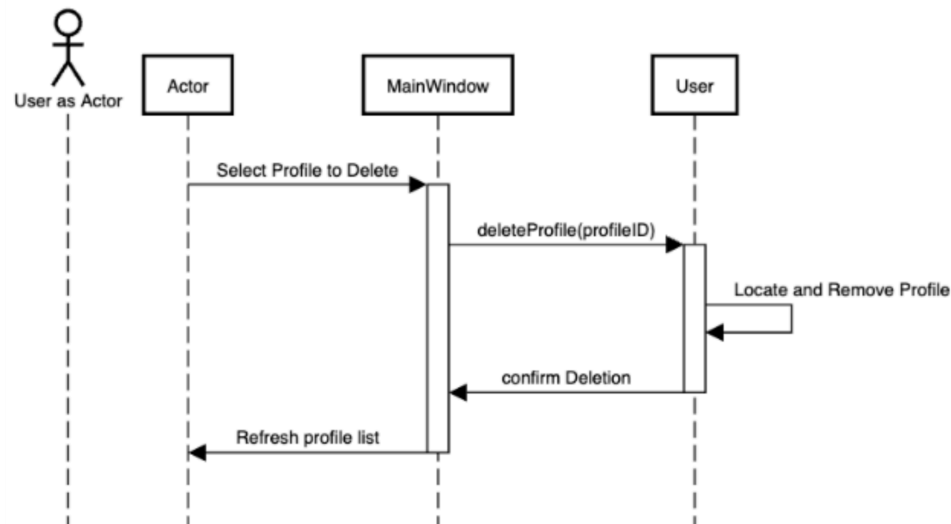 User as Actor
Actor
MainWindow
User
Select Profile to Delete
deleteProfile(profileID)
Locate and Remove Profile
confirm Deletion
Refresh profile list